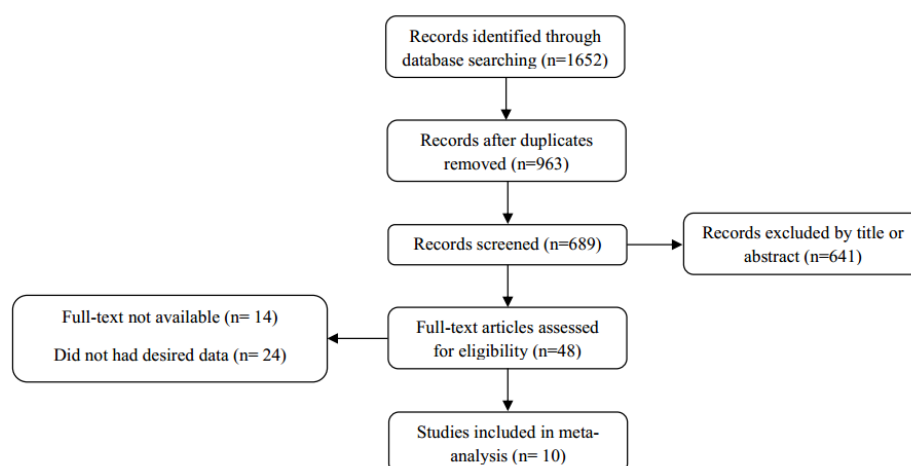 Records identified through
database searching (n=1652)
Records after duplicates
removed (n=963)
Records screened (n=689)
Records excluded by title or
abstract (n=641)
Full-text not available (n= 14)
Did not had desired data (n= 24)
Full-text articles assessed
for eligibility (n=48)
Studies included in meta-
analysis (n= 10)